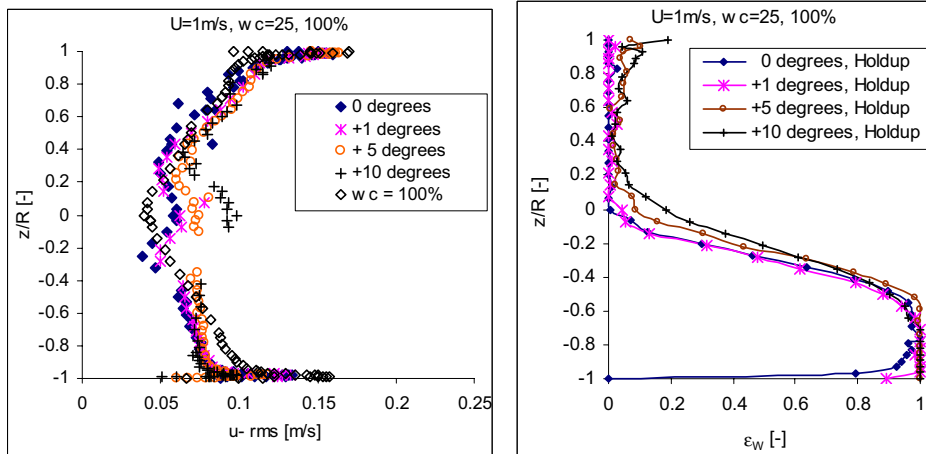 U=1m/s, wc=25, 100%
z/R [-]
1
0.8
0.6
0.4
0.2
0
-0.2
-0.4
-0.6
-0.8
-1
0 degrees
+1 degrees
+ 5 degrees
+10 degrees
w c = 100%
0
0.05
0.1
0.15
0.2
0.25
u- rms [m/s]
U=1m/s, w c=25, 100%
z/R [-]
1
0.8
0.6
0.4
0.2
0
-0.2
-0.4
-0.6
-0.8
-1
0 degrees, Holdup
+1 degrees, Holdup
+5 degrees, Holdup
+10 degrees, Holdup
0
0.2
0.4
0.6
0.8
1
εW [-]